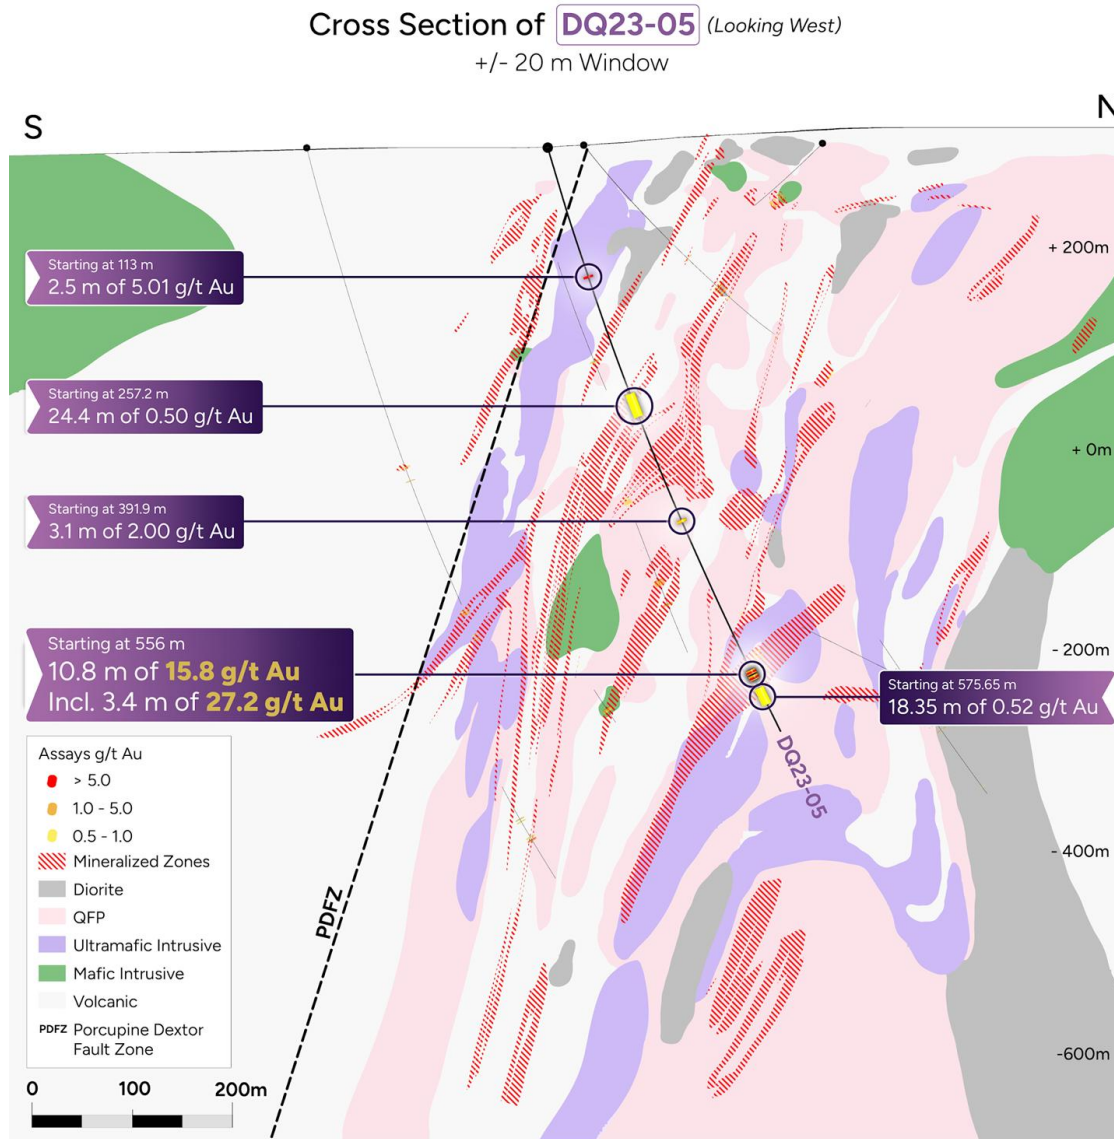 Cross Section of DQ23-05 (Looking West)
+/- 20 m Window
S
N
Starting at 113 m
2.5 m of 5.01 g/t Au
+ 200m
Starting at 257.2 m
24.4 m of 0.50 g/t Au
+ 0m
Starting at 391.9 m
3.1 m of 2.00 g/t Au
Starting at 556 m
10.8 m of 15.8 g/t Au
Incl. 3.4 m of 27.2 g/t Au
- 200m
Starting at 575.65 m
18.35 m of 0.52 g/t Au
DQ23-05
Assays g/t Au
> 5.0
1.0 - 5.0
0.5 - 1.0
Mineralized Zones
Diorite
QFP
Ultramafic Intrusive
Mafic Intrusive
Volcanic
PDFZ Porcupine Dextor
Fault Zone
PDFZ
- 400m
-600m
0 100 200m